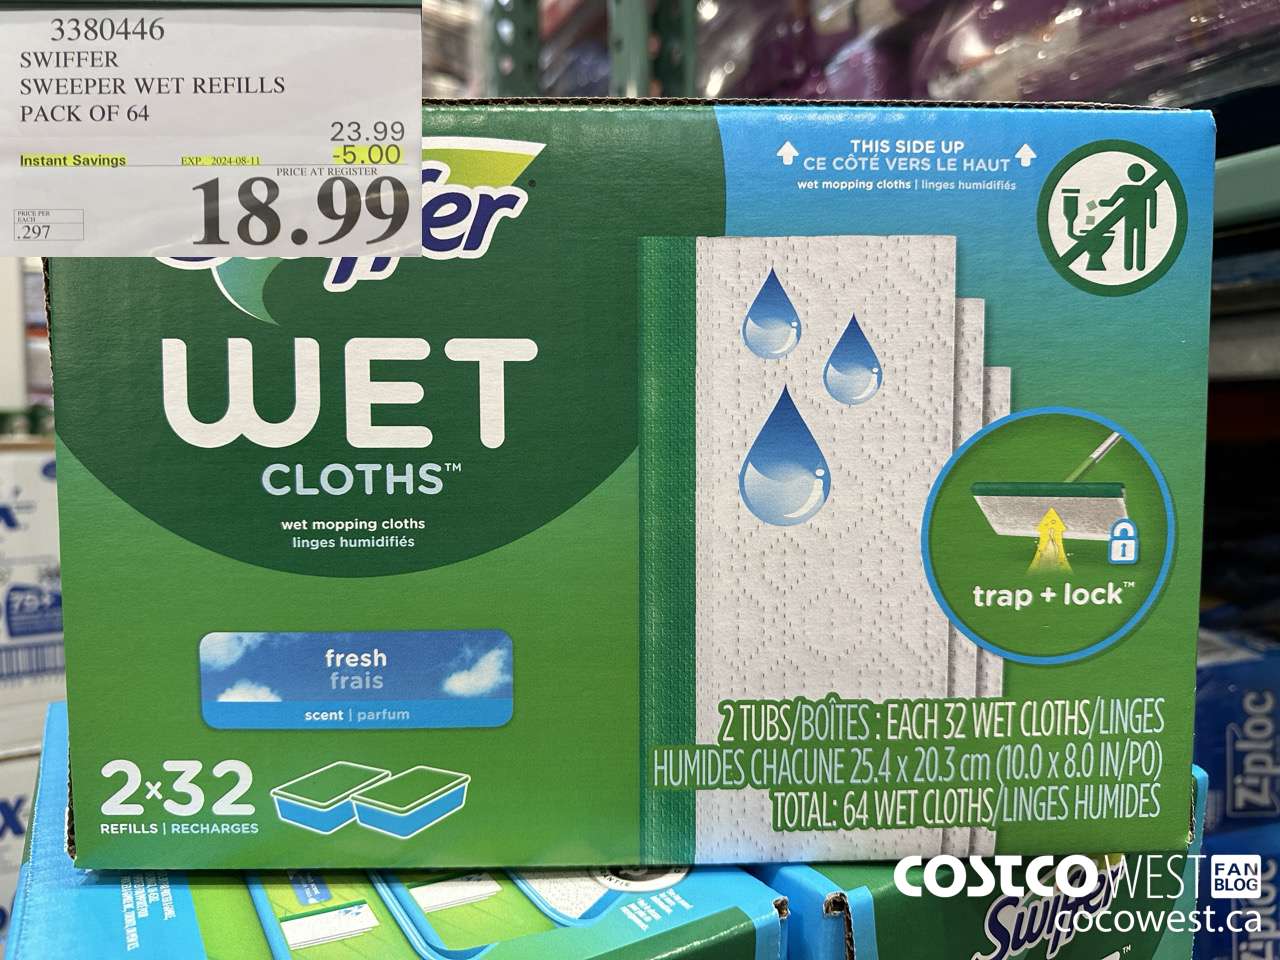 3380446
SWIFFER
SWEEPER WET REFILLS
PACK OF 64
23.99
Instant Savings EXP. 2024-08-11 -5.00
PRICE AT REGISTER
18.99
PRICE PER
EACH
.297
THIS SIDE UP
CE CÔTÉ VERS LE HAUT
wet mopping cloths | linges humidifiés
Swiffer
WET
CLOTHS™
wet mopping cloths
linges humidifiés
trap + lock™
fresh
frais
scent | parfum
2x32
REFILLS | RECHARGES
2 TUBS/BOÎTES : EACH 32 WET CLOTHS/LINGES
HUMIDES CHACUNE 25.4 x 20.3 cm (10.0 x 8.0 IN/PO)
TOTAL: 64 WET CLOTHS/LINGES HUMIDES
Ziploc
COSTCO WEST FAN BLOG
cocowest.ca
Swiffer